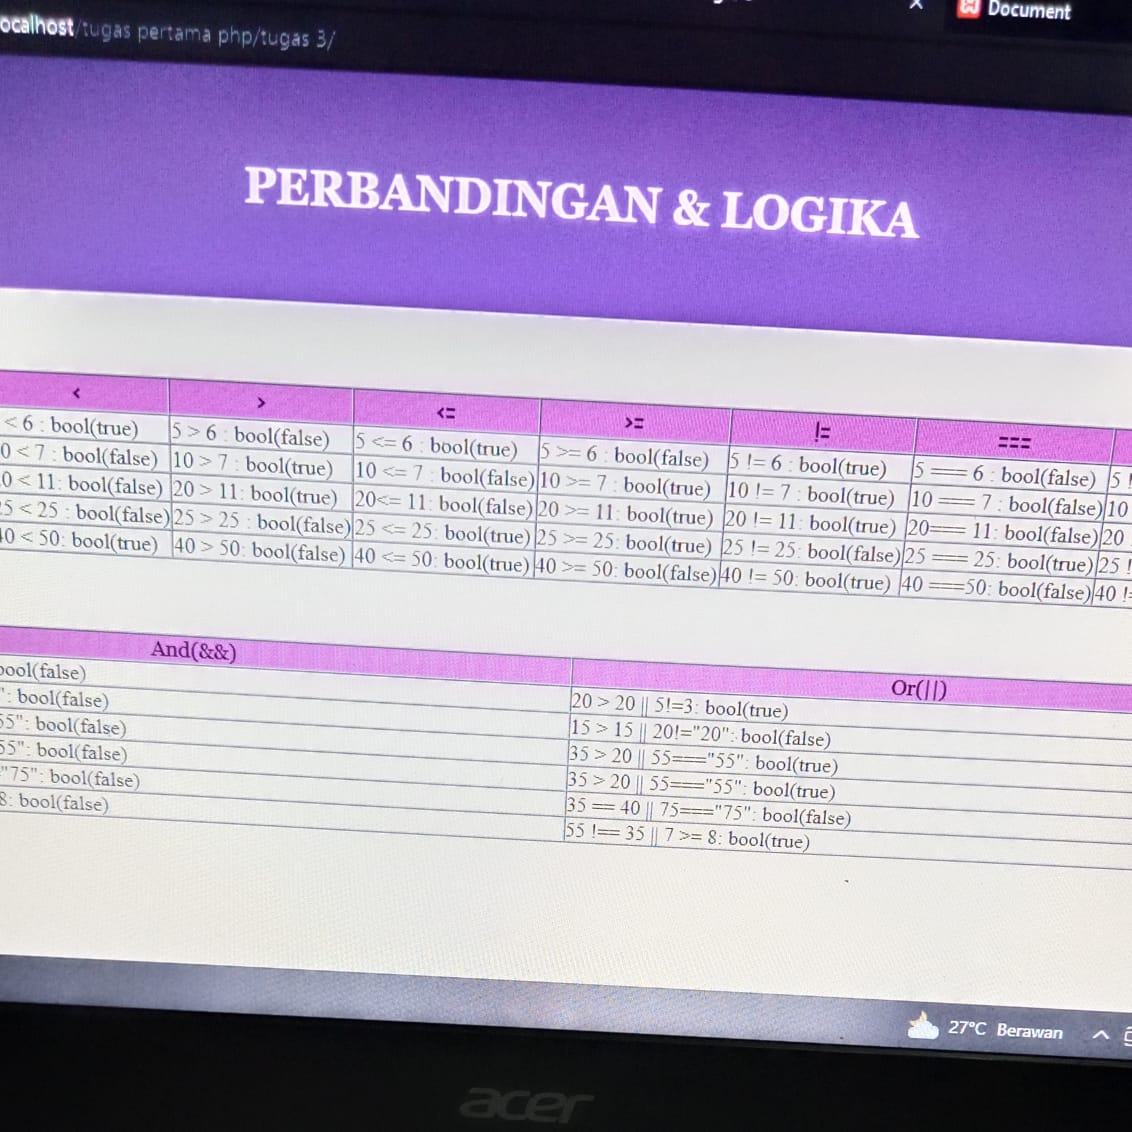 Document
ocalhost/tugas pertama php/tugas 3/
PERBANDINGAN & LOGIKA
< > <= >= != ===
< 6 : bool(true) 5 > 6 : bool(false) 5 <= 6 : bool(true) 5 >= 6 : bool(false) 5 != 6 : bool(true) 5 === 6 : bool(false) 5 !
0 < 7 : bool(false) 10 > 7 : bool(true) 10 <= 7 : bool(false) 10 >= 7 : bool(true) 10 != 7 : bool(true) 10 === 7 : bool(false) 10
0 < 11: bool(false) 20 > 11: bool(true) 20<= 11: bool(false) 20 >= 11: bool(true) 20 != 11: bool(true) 20=== 11: bool(false) 20
25 < 25 : bool(false) 25 > 25 : bool(false) 25 <= 25: bool(true) 25 >= 25: bool(true) 25 != 25: bool(false) 25 === 25: bool(true) 25 !
40 < 50: bool(true) 40 > 50: bool(false) 40 <= 50: bool(true) 40 >= 50: bool(false) 40 != 50: bool(true) 40 ===50: bool(false) 40 !=
And(&&) Or(||)
bool(false) 20 > 20 || 5!=3: bool(true)
": bool(false) 15 > 15 || 20!="20": bool(false)
55": bool(false) 35 > 20 || 55==="55": bool(true)
55": bool(false) 35 > 20 || 55==="55": bool(true)
"75": bool(false) 35 == 40 || 75==="75": bool(false)
8: bool(false) 55 !== 35 || 7 >= 8: bool(true)
27°C Berawan
acer